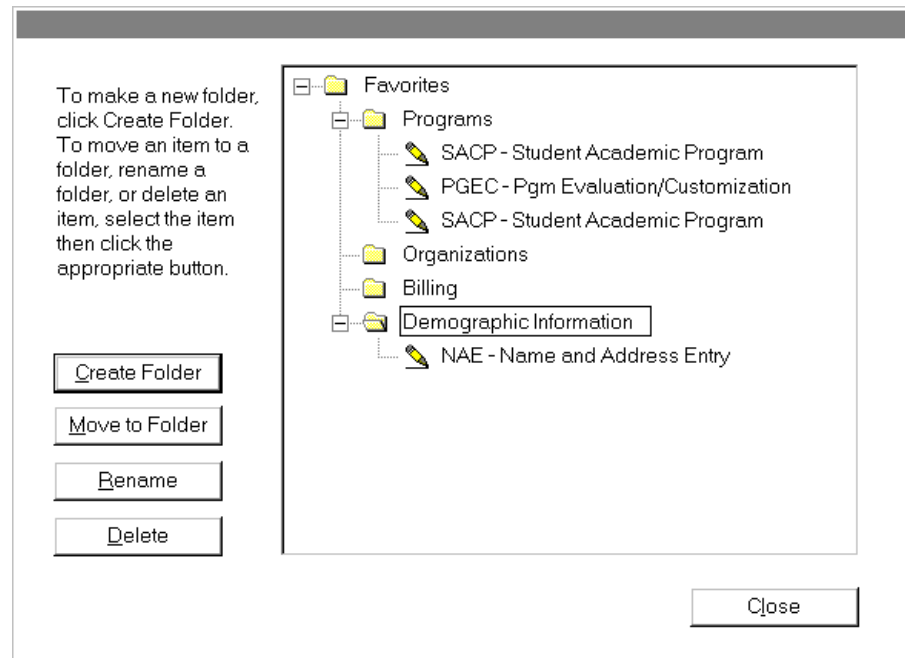 To make a new folder,
click Create Folder.
To move an item to a
folder, rename a
folder, or delete an
item, select the item
then click the
appropriate button.
Favorites
Programs
SACP - Student Academic Program
PGEC - Pgm Evaluation/Customization
SACP - Student Academic Program
Organizations
Billing
Demographic Information
NAE - Name and Address Entry
Create Folder
Move to Folder
Rename
Delete
Close